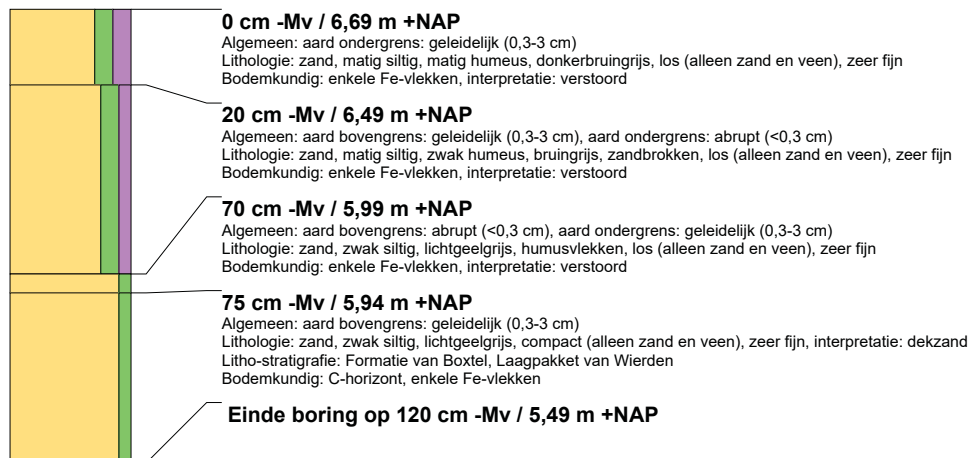 0 cm -Mv / 6,69 m +NAP
Algemeen: aard ondergrens: geleidelijk (0,3-3 cm)
Lithologie: zand, matig siltig, matig humeus, donkerbruingrijs, los (alleen zand en veen), zeer fijn
Bodemkundig: enkele Fe-vlekken, interpretatie: verstoord
20 cm -Mv / 6,49 m +NAP
Algemeen: aard bovengrens: geleidelijk (0,3-3 cm), aard ondergrens: abrupt (<0,3 cm)
Lithologie: zand, matig siltig, zwak humeus, bruingrijs, zandbrokken, los (alleen zand en veen), zeer fijn
Bodemkundig: enkele Fe-vlekken, interpretatie: verstoord
70 cm -Mv / 5,99 m +NAP
Algemeen: aard bovengrens: abrupt (<0,3 cm), aard ondergrens: geleidelijk (0,3-3 cm)
Lithologie: zand, zwak siltig, lichtgeelgrijs, humusvlekken, los (alleen zand en veen), zeer fijn
Bodemkundig: enkele Fe-vlekken, interpretatie: verstoord
75 cm -Mv / 5,94 m +NAP
Algemeen: aard bovengrens: geleidelijk (0,3-3 cm)
Lithologie: zand, zwak siltig, lichtgeelgrijs, compact (alleen zand en veen), zeer fijn, interpretatie: dekzand
Litho-stratigrafie: Formatie van Boxtel, Laagpakket van Wierden
Bodemkundig: C-horizont, enkele Fe-vlekken
Einde boring op 120 cm -Mv / 5,49 m +NAP